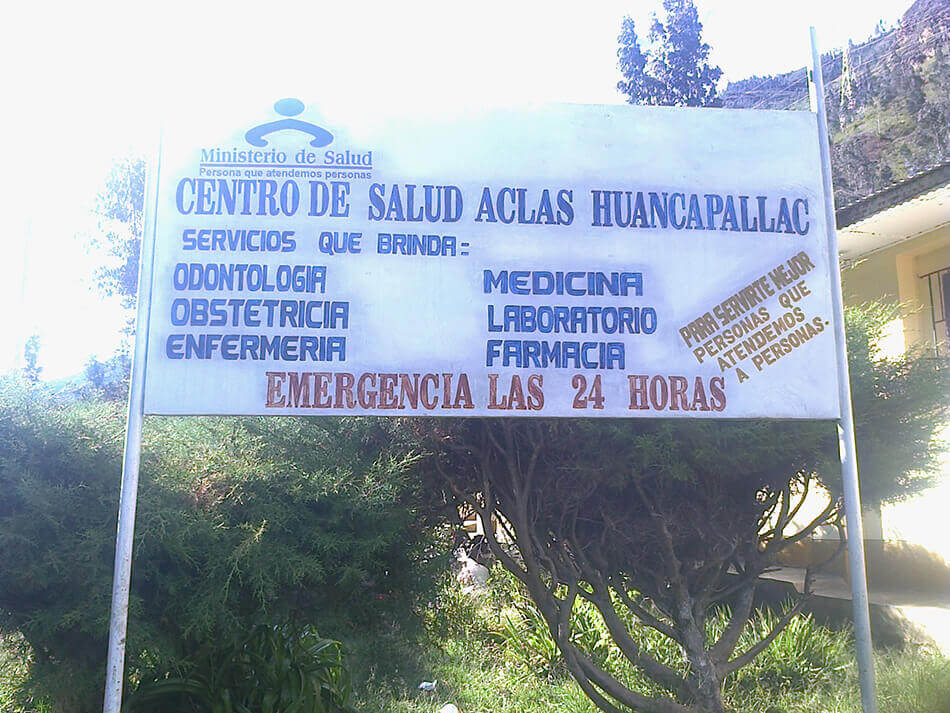 Ministerio de Salud
Persona que atendemos personas
CENTRO DE SALUD ACLAS HUANCAPALLAC
SERVICIOS QUE BRINDA:
ODONTOLOGIA
OBSTETRICIA
ENFERMERIA
MEDICINA
LABORATORIO
FARMACIA
PARA SERVIRTE MEJOR
PERSONAS QUE
ATENDEMOS
A PERSONAS.
EMERGENCIA LAS 24 HORAS